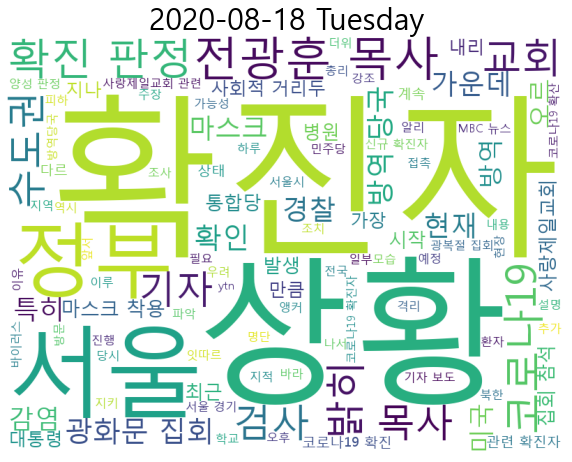 2020-08-18 Tuesday
확진 판정
전광훈 목사
교회
더위
내리
총리
강조
양성 판정
사랑제일교회 관련
지나
사회적 거리두
가운데
오르
피하
주장
가능성
계속
수도권
방역당국
마스크
병원
알리
MBC 뉴스
코로나19 확진
하루
민주당
신규 확진자
방역
다르
조사
상태
접촉
확진자
지역
역시
서울시
통합당
경찰
가장
현재
광복절 집회
내용
현장
사랑제일교회
정부
앞서
조치
확인
시작
필요
일부
모습
예정
이유
이루
기자
발생
우려
전국
특히
마스크 착용
만큼
ytn
격리
설명
코로나19
바이러스
방문
파악
앵커
나서
코로나19 확진자
추가
서울
상황
진행
명단
환자
당시
잇따르
최근
지적
바라
기자 보도
북한
집회 참석
미국
지키
서울 경기
감염
광화문 집회
검사
밝히
목사
대통령
학교
오후
코로나19 확진
관련 확진자